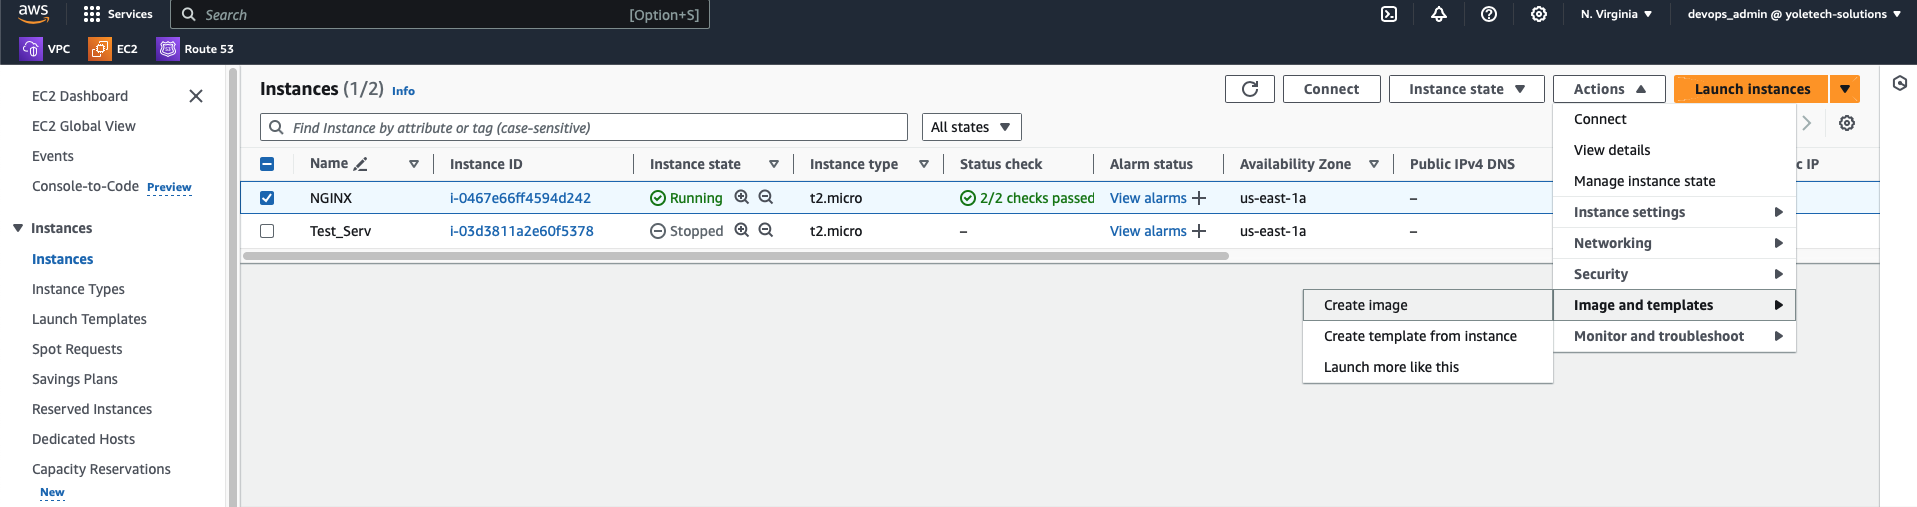 aws
Services
Search
[Option+S]
N. Virginia
devops_admin @ yoletech-solutions
VPC
EC2
Route 53
EC2 Dashboard
EC2 Global View
Events
Console-to-Code Preview
Instances
Instances
Instance Types
Launch Templates
Spot Requests
Savings Plans
Reserved Instances
Dedicated Hosts
Capacity Reservations
New
Instances (1/2) Info
Connect
Instance state
Actions
Launch instances
Find Instance by attribute or tag (case-sensitive)
All states
Name Instance ID Instance state Instance type Status check Alarm status Availability Zone Public IPv4 DNS IP
NGINX i-0467e66ff4594d242 Running t2.micro 2/2 checks passed View alarms + us-east-1a –
Test_Serv i-03d3811a2e60f5378 Stopped t2.micro – View alarms + us-east-1a –
Connect
View details
Manage instance state
Instance settings
Networking
Security
Image and templates
Monitor and troubleshoot
Create image
Create template from instance
Launch more like this